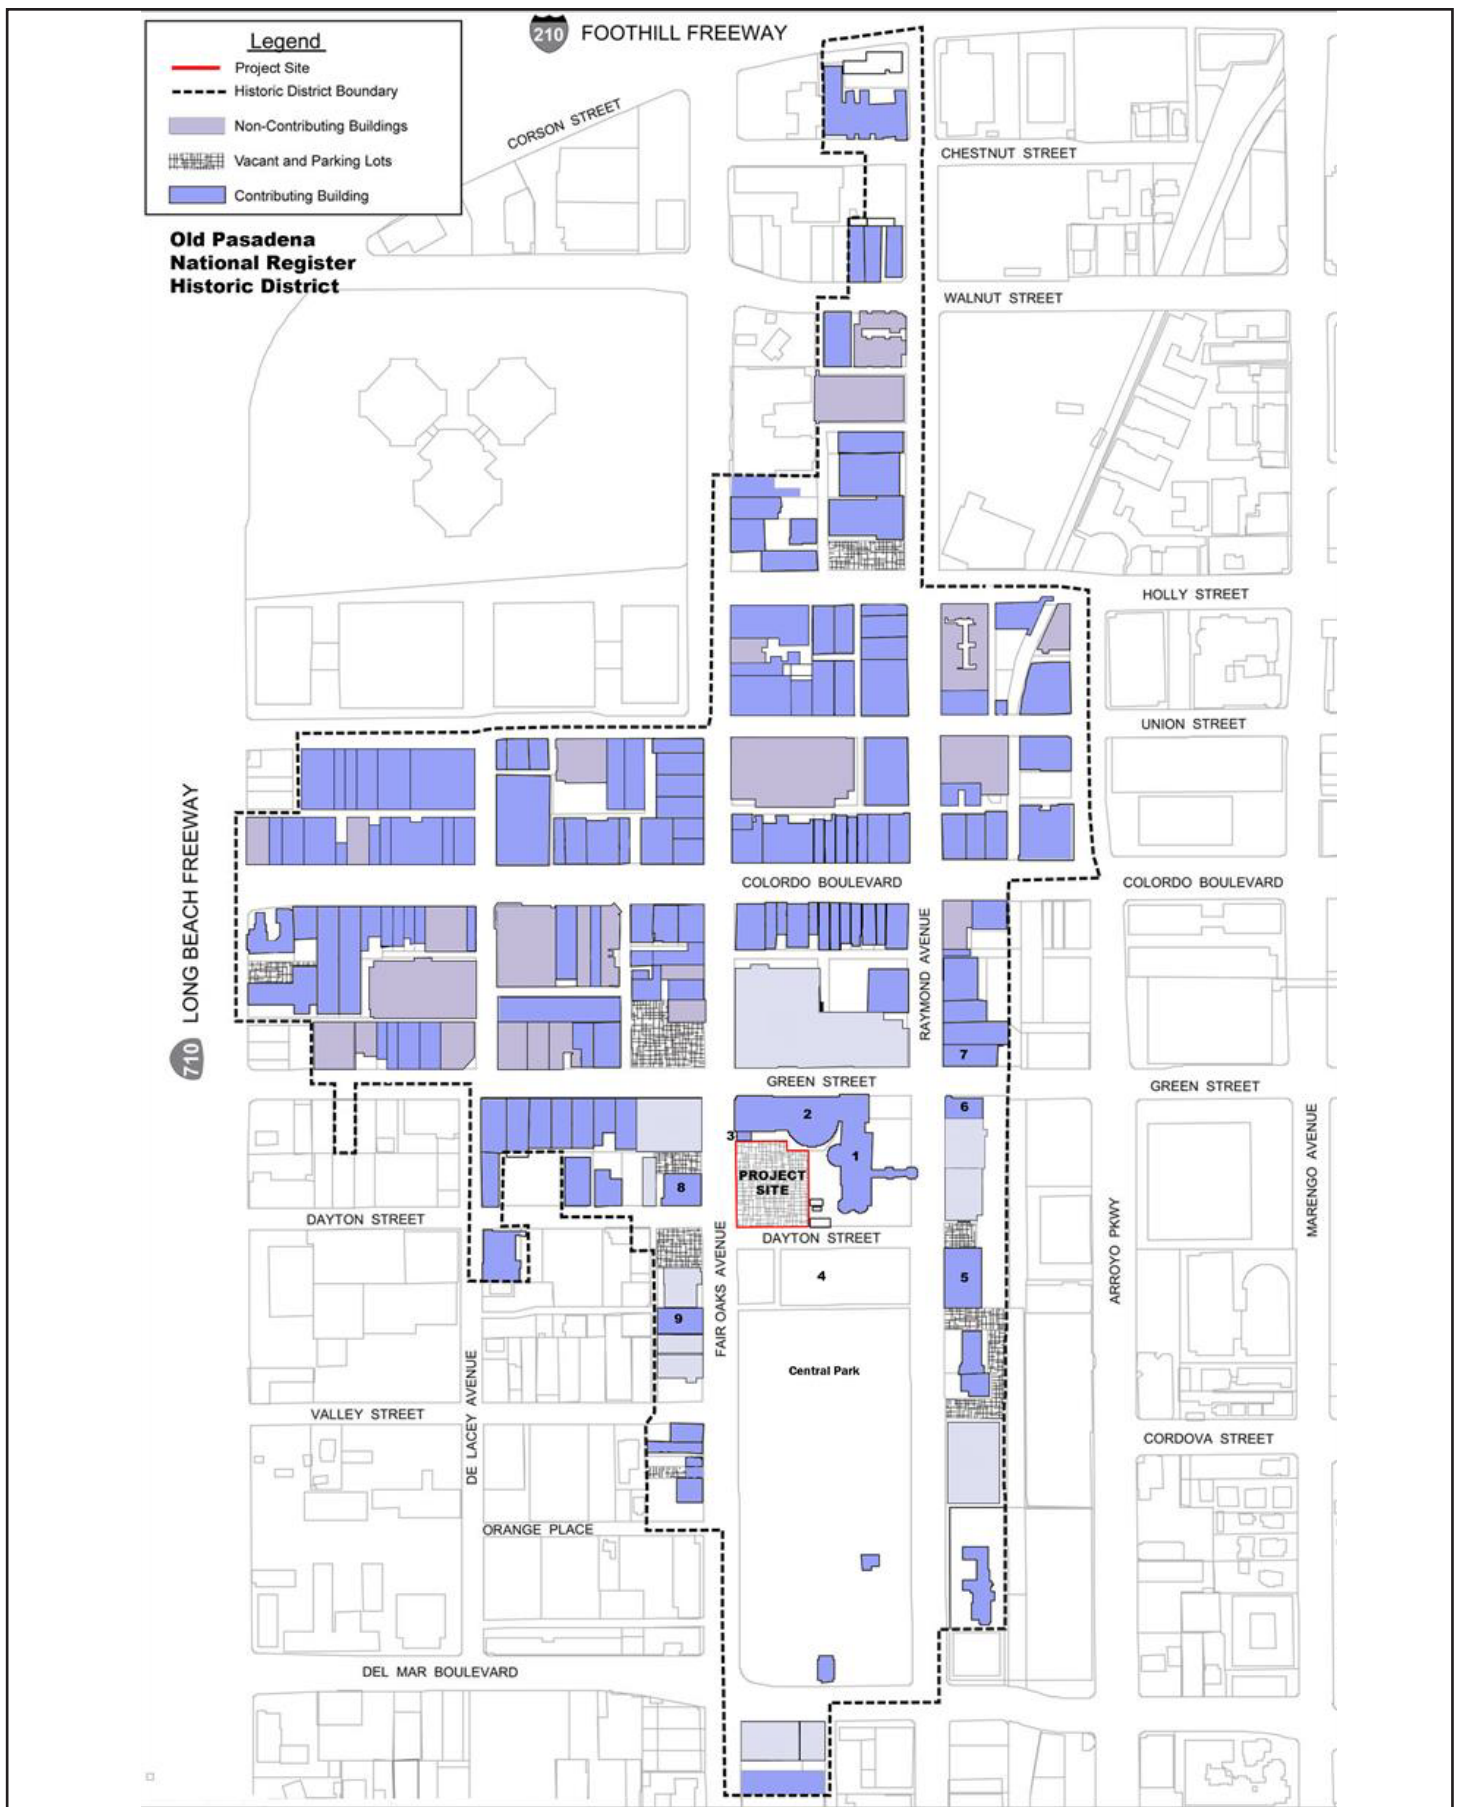 210 FOOTHILL FREEWAY
Legend
Project Site
Historic District Boundary
Non-Contributing Buildings
Vacant and Parking Lots
Contributing Building
Old Pasadena
National Register
Historic District
CORSON STREET
CHESTNUT STREET
WALNUT STREET
HOLLY STREET
UNION STREET
LONG BEACH FREEWAY
710
COLORDO BOULEVARD
COLORDO BOULEVARD
RAYMOND AVENUE
7
GREEN STREET
GREEN STREET
2
6
3
1
PROJECT
SITE
8
MARENGO AVENUE
ARROYO PKWY
DAYTON STREET
DAYTON STREET
FAIR OAKS AVENUE
4
5
9
Central Park
DE LACEY AVENUE
VALLEY STREET
CORDOVA STREET
ORANGE PLACE
DEL MAR BOULEVARD